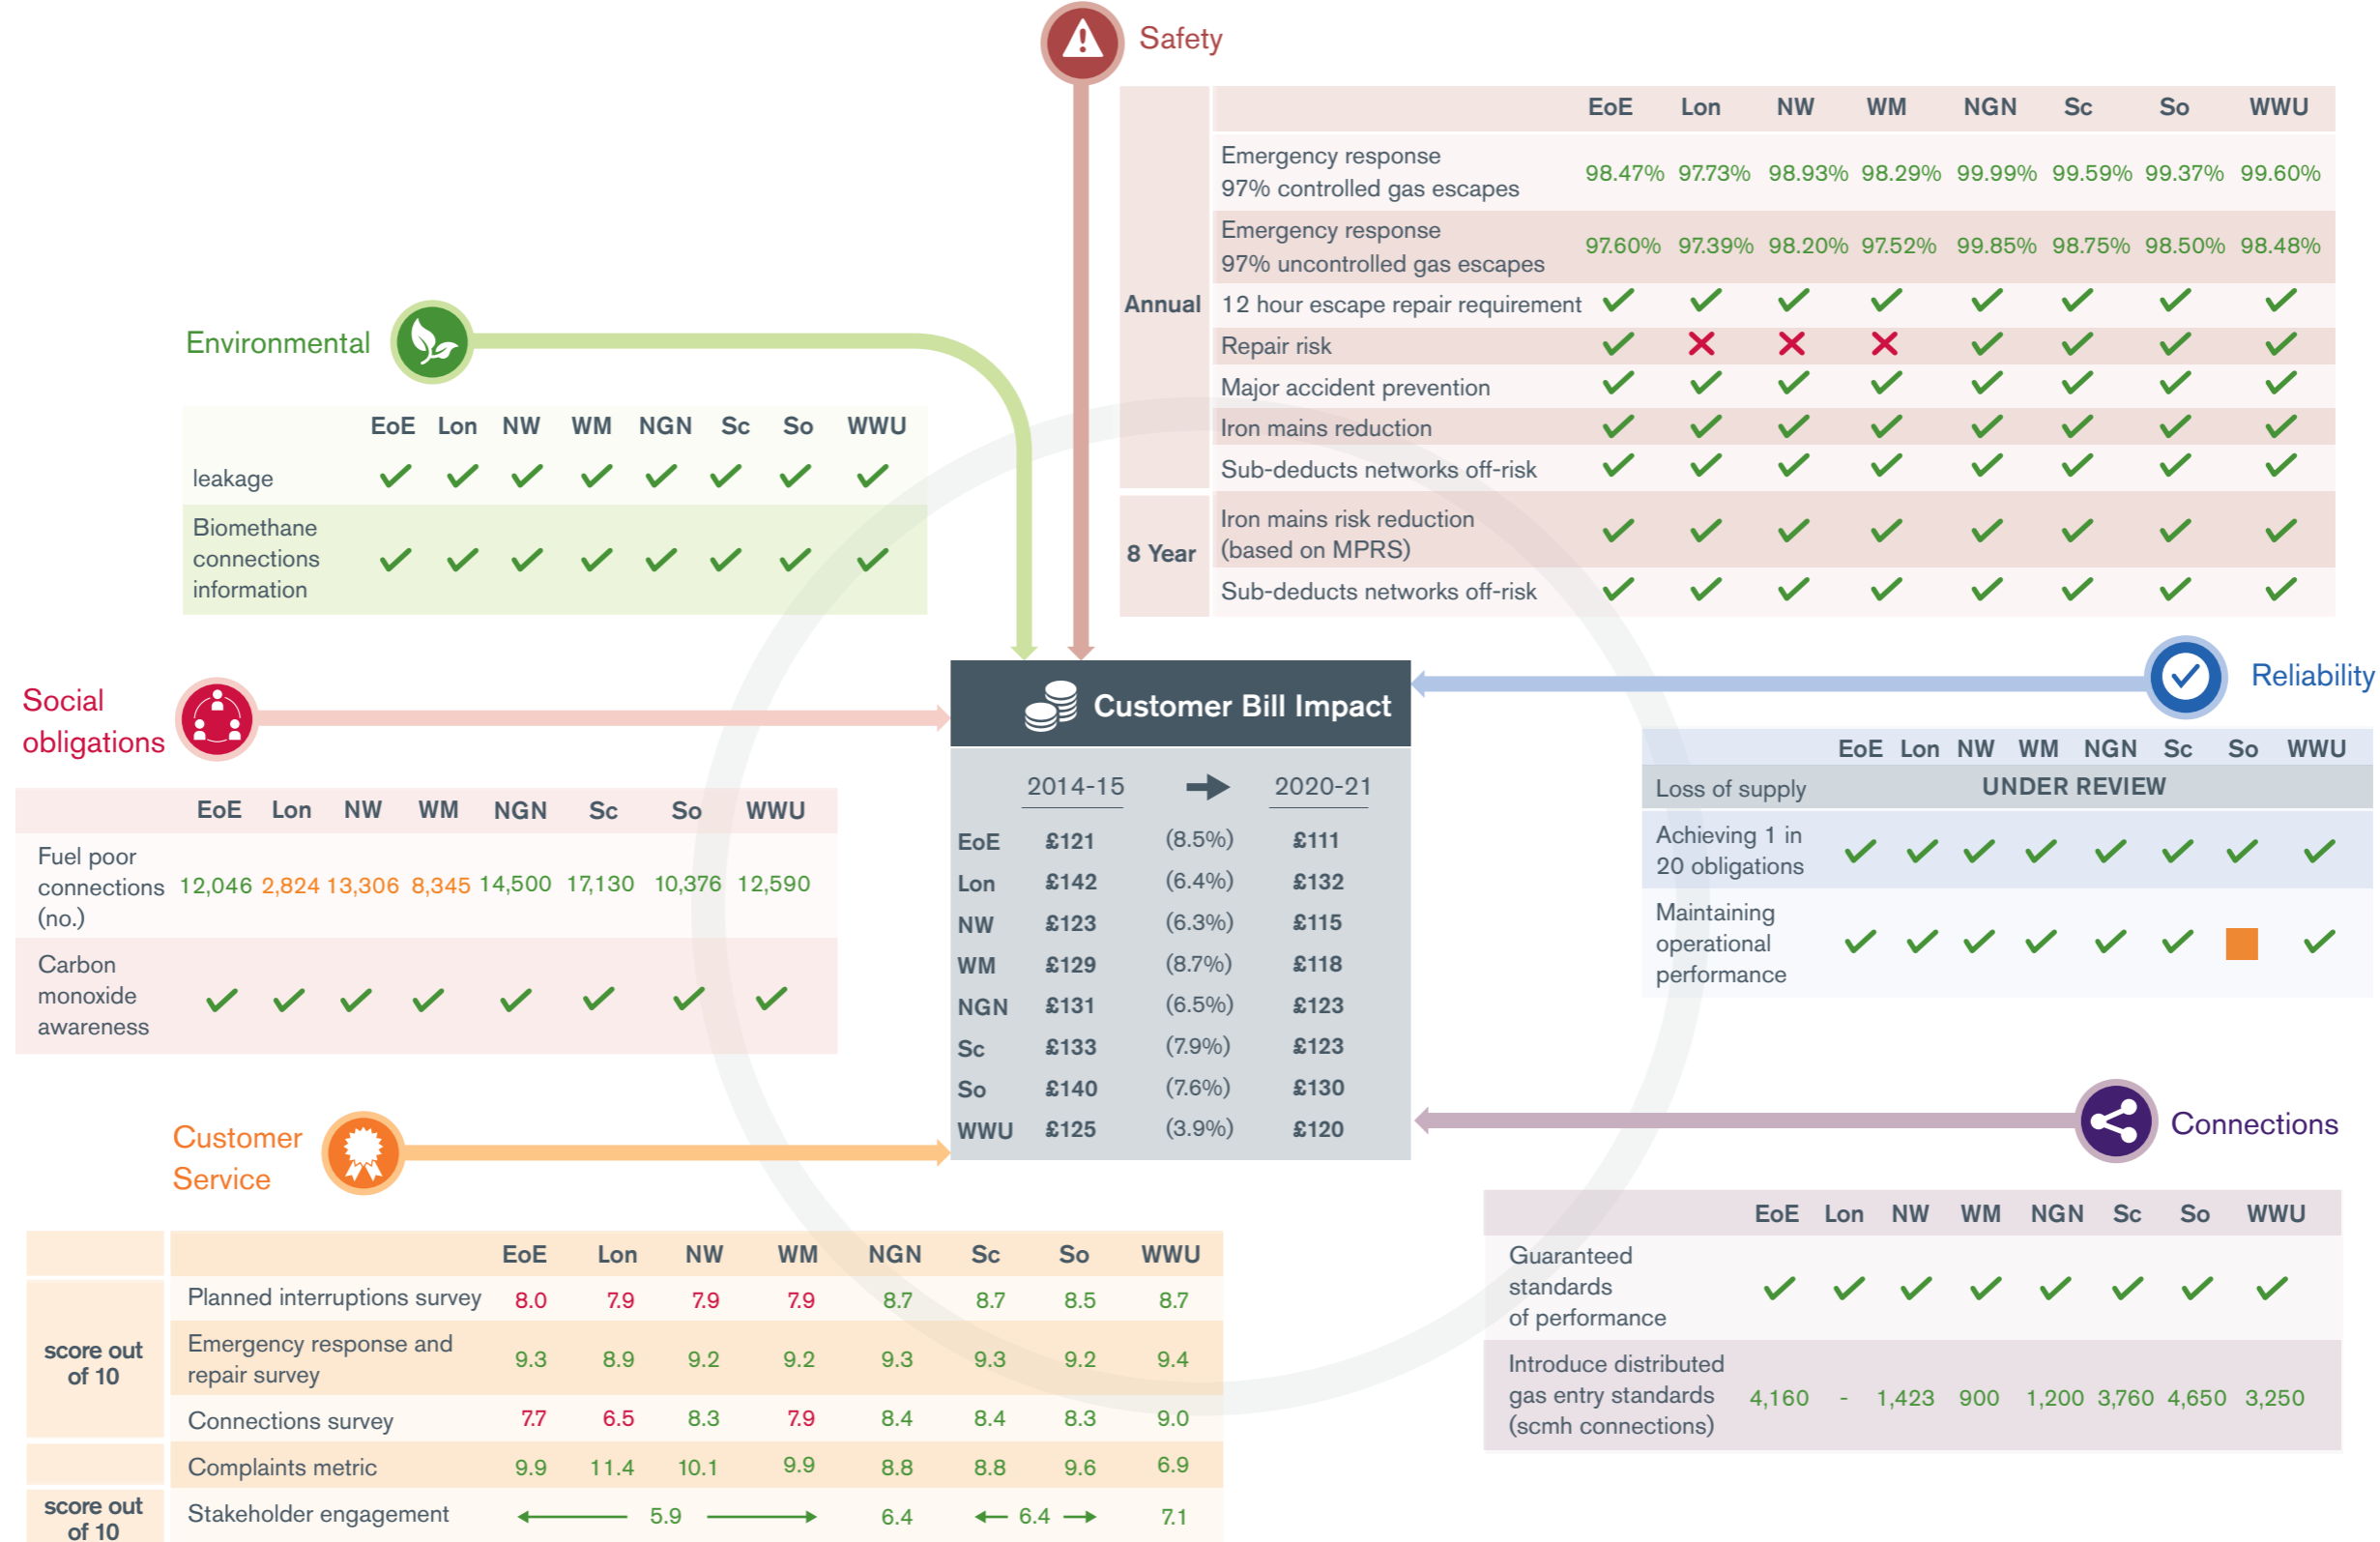 Safety
EoE Lon NW WM NGN Sc So WWU
Annual
Emergency response
97% controlled gas escapes
98.47% 97.73% 98.93% 98.29% 99.99% 99.59% 99.37% 99.60%
Emergency response
97% uncontrolled gas escapes
97.60% 97.39% 98.20% 97.52% 99.85% 98.75% 98.50% 98.48%
12 hour escape repair requirement
Repair risk
Major accident prevention
Iron mains reduction
Sub-deducts networks off-risk
8 Year
Iron mains risk reduction
(based on MPRS)
Sub-deducts networks off-risk
Environmental
EoE Lon NW WM NGN Sc So WWU
leakage
Biomethane
connections
information
Social
obligations
EoE Lon NW WM NGN Sc So WWU
Fuel poor
connections
(no.)
12,046 2,824 13,306 8,345 14,500 17,130 10,376 12,590
Carbon
monoxide
awareness
Customer Bill Impact
2014-15 2020-21
EoE £121 (8.5%) £111
Lon £142 (6.4%) £132
NW £123 (6.3%) £115
WM £129 (8.7%) £118
NGN £131 (6.5%) £123
Sc £133 (7.9%) £123
So £140 (7.6%) £130
WWU £125 (3.9%) £120
Reliability
EoE Lon NW WM NGN Sc So WWU
Loss of supply UNDER REVIEW
Achieving 1 in
20 obligations
Maintaining
operational
performance
Customer
Service
EoE Lon NW WM NGN Sc So WWU
score out
of 10
Planned interruptions survey 8.0 7.9 7.9 7.9 8.7 8.7 8.5 8.7
Emergency response and
repair survey
9.3 8.9 9.2 9.2 9.3 9.3 9.2 9.4
Connections survey 7.7 6.5 8.3 7.9 8.4 8.4 8.3 9.0
Complaints metric 9.9 11.4 10.1 9.9 8.8 8.8 9.6 6.9
score out
of 10
Stakeholder engagement 5.9 6.4 6.4 7.1
Connections
EoE Lon NW WM NGN Sc So WWU
Guaranteed
standards
of performance
Introduce distributed
gas entry standards
(scmh connections)
4,160 - 1,423 900 1,200 3,760 4,650 3,250